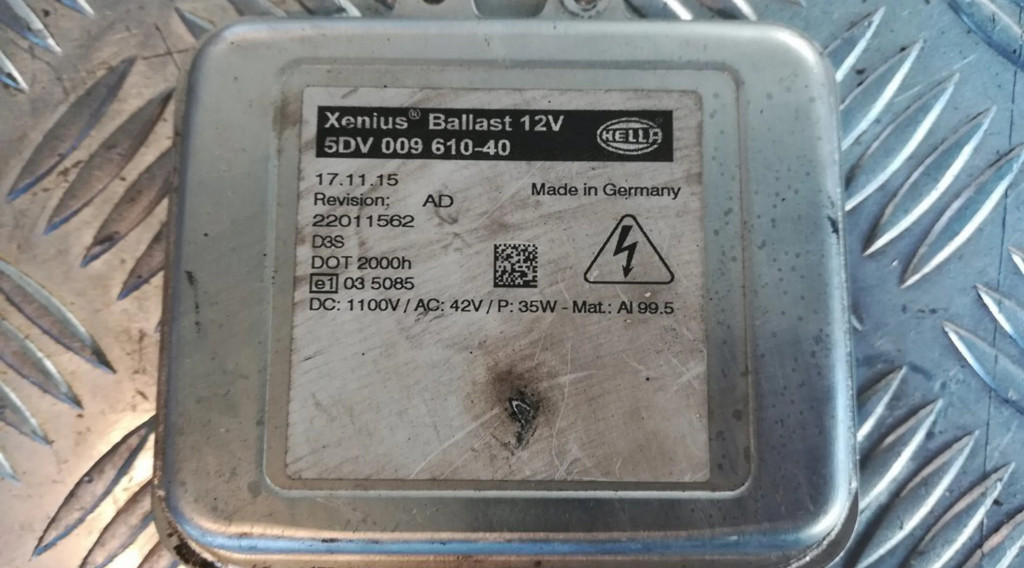 Xenius® Ballast 12V
5DV 009 610-40
HELLA
17.11.15
Made in Germany
Revision: AD
22011562
D3S
DOT 2000h
e1 03 5085
DC: 1100V / AC: 42V / P: 35W - Mat.: Al 99.5